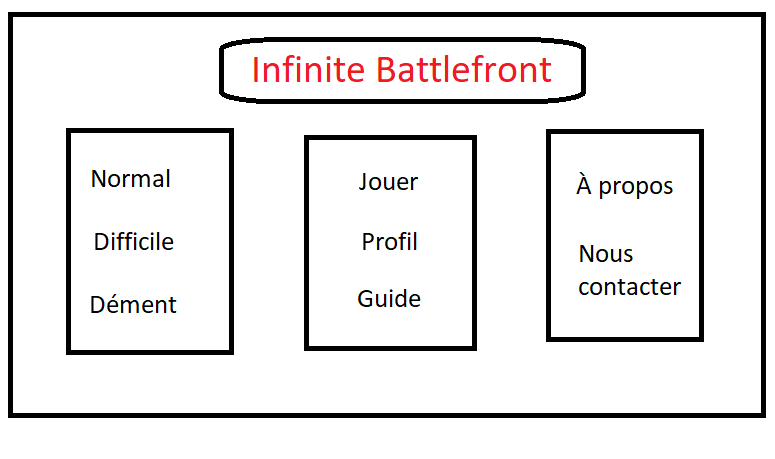 Infinite Battlefront
Normal
Difficile
Dément
Jouer
Profil
Guide
À propos
Nous
contacter